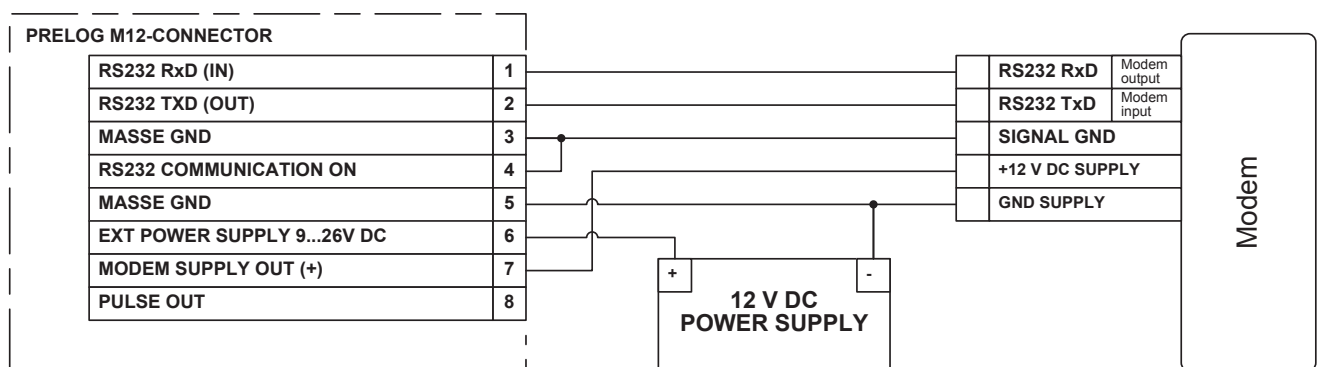 PRELOG M12-CONNECTOR
RS232 RxD (IN) 1
RS232 TXD (OUT) 2
MASSE GND 3
RS232 COMMUNICATION ON 4
MASSE GND 5
EXT POWER SUPPLY 9...26V DC 6
MODEM SUPPLY OUT (+) 7
PULSE OUT 8
+ -
12 V DC
POWER SUPPLY
RS232 RxD Modem
output
RS232 TxD Modem
input
SIGNAL GND
+12 V DC SUPPLY
GND SUPPLY
Modem